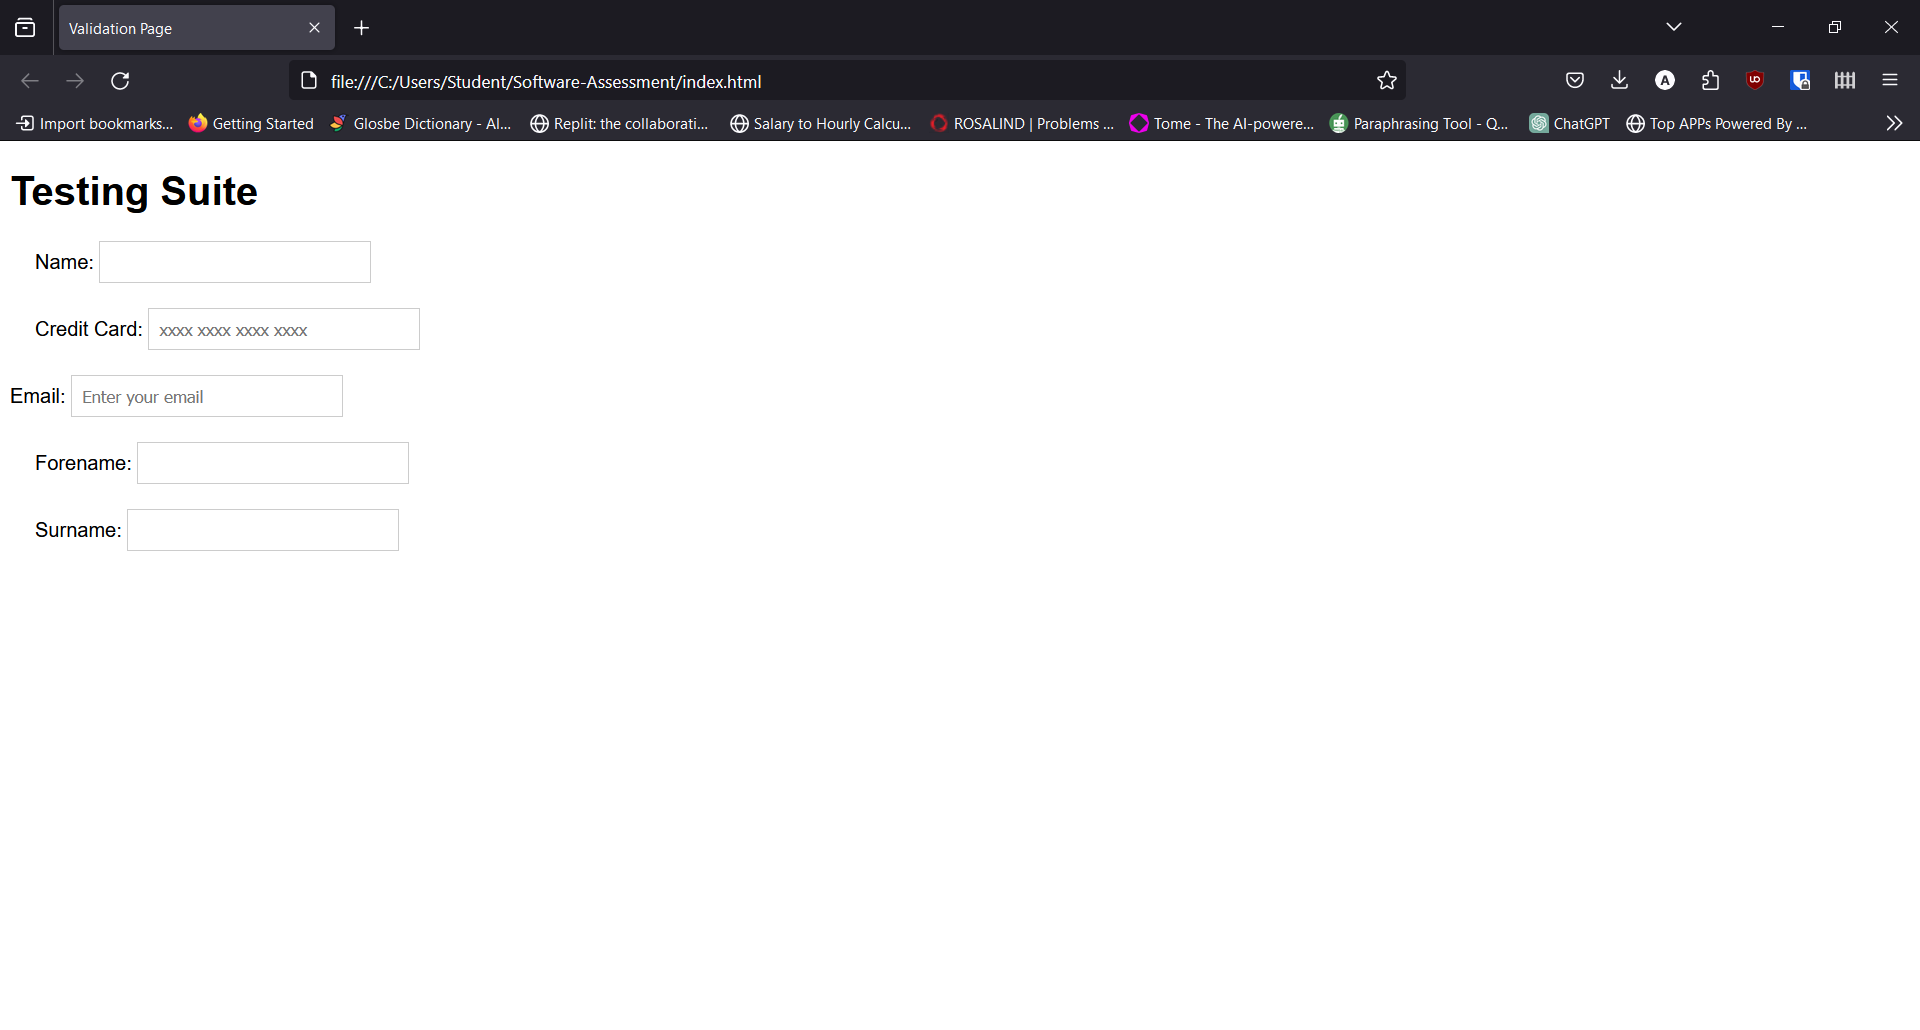 Validation Page
file:///C:/Users/Student/Software-Assessment/index.html
Import bookmarks... Getting Started Glosbe Dictionary - Al... Replit: the collaborati... Salary to Hourly Calcu... ROSALIND | Problems ... Tome - The AI-powere... Paraphrasing Tool - Q... ChatGPT Top APPs Powered By ...
Testing Suite
Name:
Credit Card: xxxx xxxx xxxx xxxx
Email: Enter your email
Forename:
Surname: